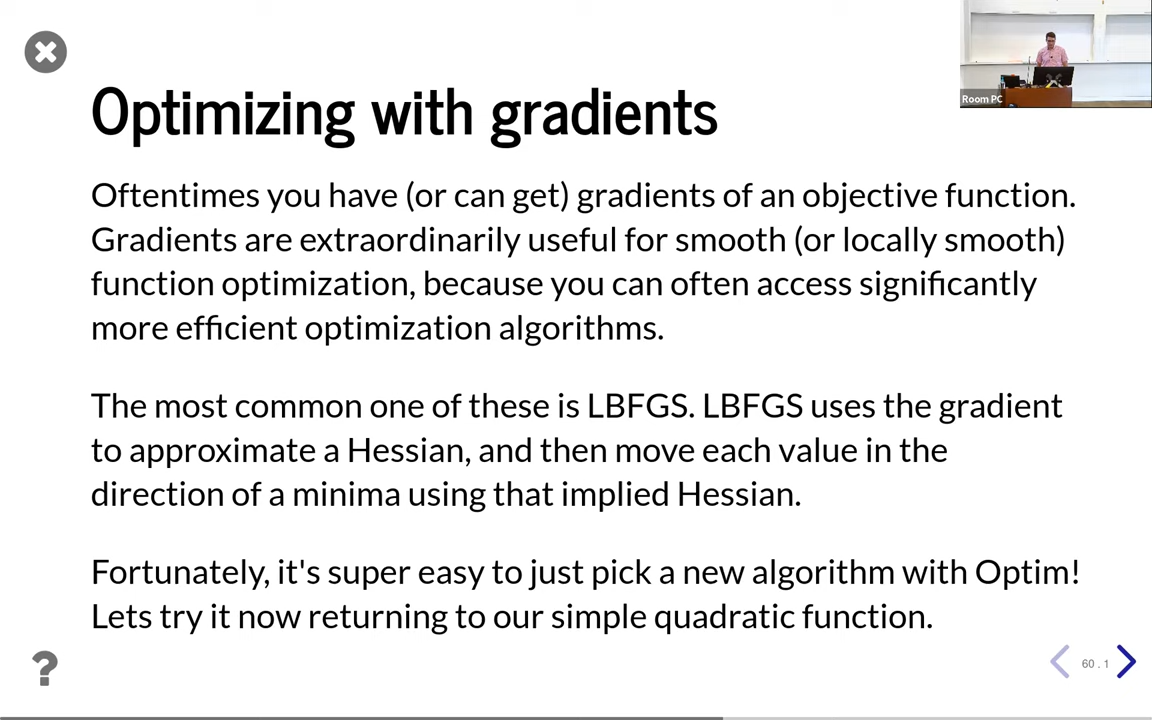 Optimizing with gradients
Room PC
Oftentimes you have (or can get) gradients of an objective function.
Gradients are extraordinarily useful for smooth (or locally smooth)
function optimization, because you can often access significantly
more efficient optimization algorithms.
The most common one of these is LBFGS. LBFGS uses the gradient
to approximate a Hessian, and then move each value in the
direction of a minima using that implied Hessian.
Fortunately, it's super easy to just pick a new algorithm with Optim!
Lets try it now returning to our simple quadratic function.
?
60 . 1